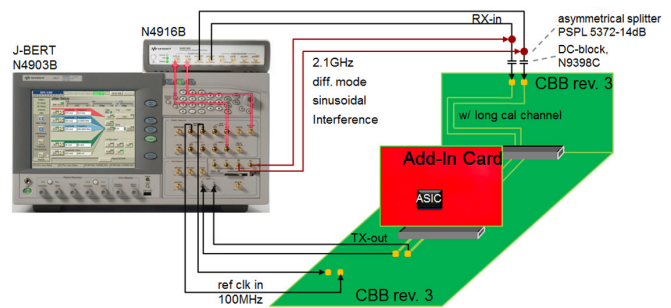 N4916B
J-BERT
N4903B
RX-in
asymmetrical splitter
PSPL 5372-14dB
DC-block,
N9398C
2.1GHz
diff. mode
sinusoidal
Interference
CBB rev. 3
w/ long cal channel
Add-In Card
ASIC
TX-out
ref clk in
100MHz
CBB rev. 3